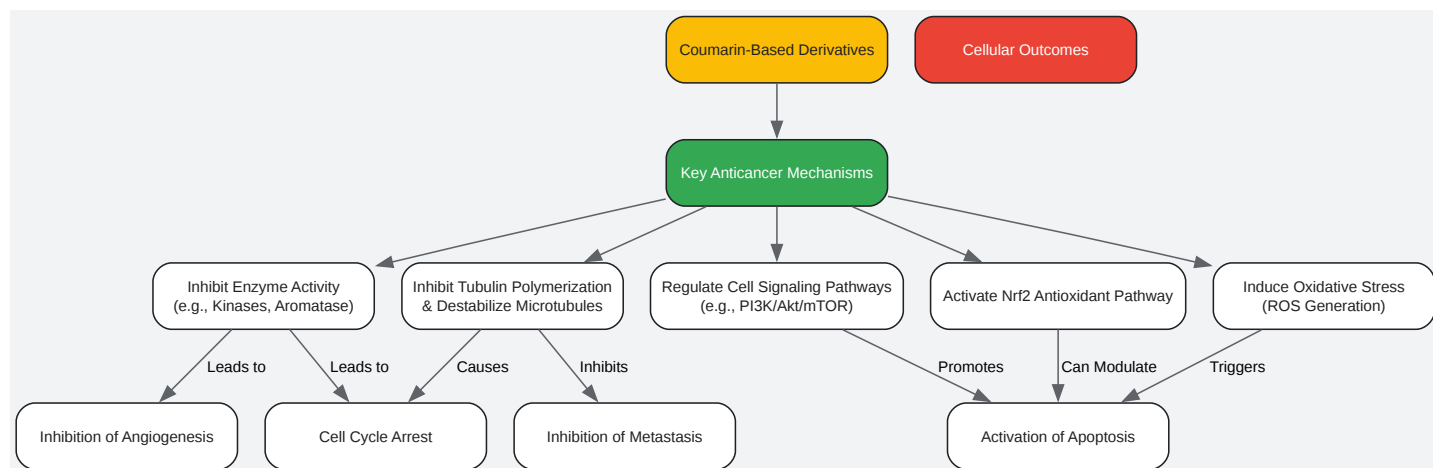 Coumarin-Based Derivatives
Cellular Outcomes
Key Anticancer Mechanisms
Inhibit Enzyme Activity
(e.g., Kinases, Aromatase)
Inhibit Tubulin Polymerization
& Destabilize Microtubules
Regulate Cell Signaling Pathways
(e.g., PI3K/Akt/mTOR)
Activate Nrf2 Antioxidant Pathway
Induce Oxidative Stress
(ROS Generation)
Leads to
Leads to
Causes
Inhibits
Promotes
Can Modulate
Triggers
Inhibition of Angiogenesis
Cell Cycle Arrest
Inhibition of Metastasis
Activation of Apoptosis